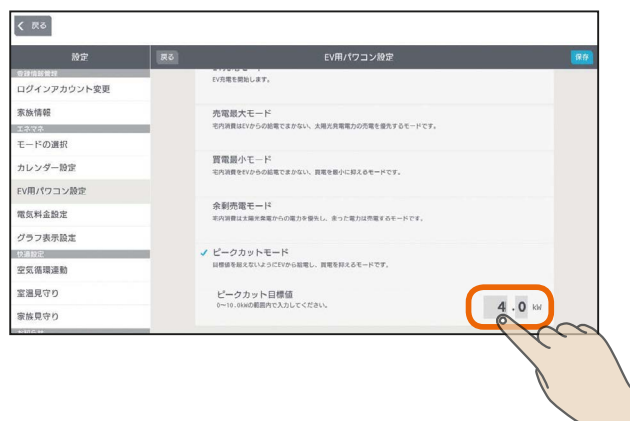 戻る
設定
戻る
EV用パワコン設定
保存
登録情報管理
ログインアカウント変更
家族情報
エネマネ
モードの選択
カレンダー設定
EV用パワコン設定
電気料金設定
グラフ表示設定
快適設定
空気循環連動
室温見守り
家族見守り
EV充電を開始します。
売電最大モード
宅内消費はEVからの給電でまかない、太陽光発電電力の売電を優先するモードです。
買電最小モード
宅内消費をEVからの給電でまかない、買電を最小に抑えるモードです。
余剰売電モード
宅内消費は太陽光発電からの電力を優先し、余った電力は売電するモードです。
ピークカットモード
目標値を超えないようにEVから給電し、買電を抑えるモードです。
ピークカット目標値
0〜10.0kWの範囲内で入力してください。
4.0 kW